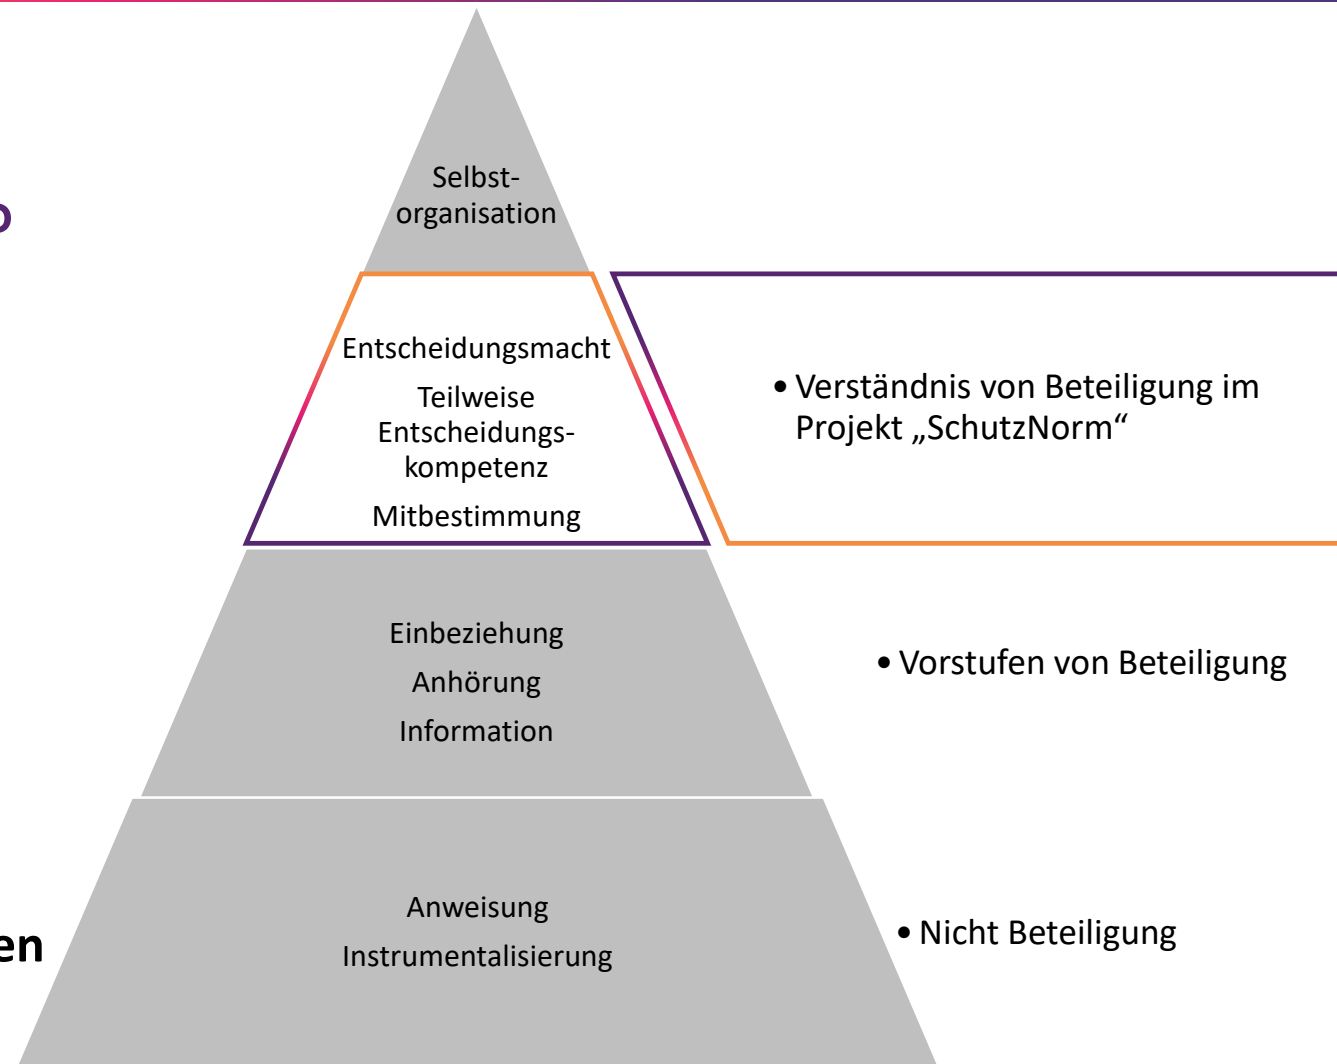 Selbst-
organisation
Entscheidungsmacht
Teilweise
Entscheidungs-
kompetenz
Mitbestimmung
• Verständnis von Beteiligung im
Projekt „SchutzNorm“
Einbeziehung
Anhörung
Information
• Vorstufen von Beteiligung
Anweisung
Instrumentalisierung
• Nicht Beteiligung
en